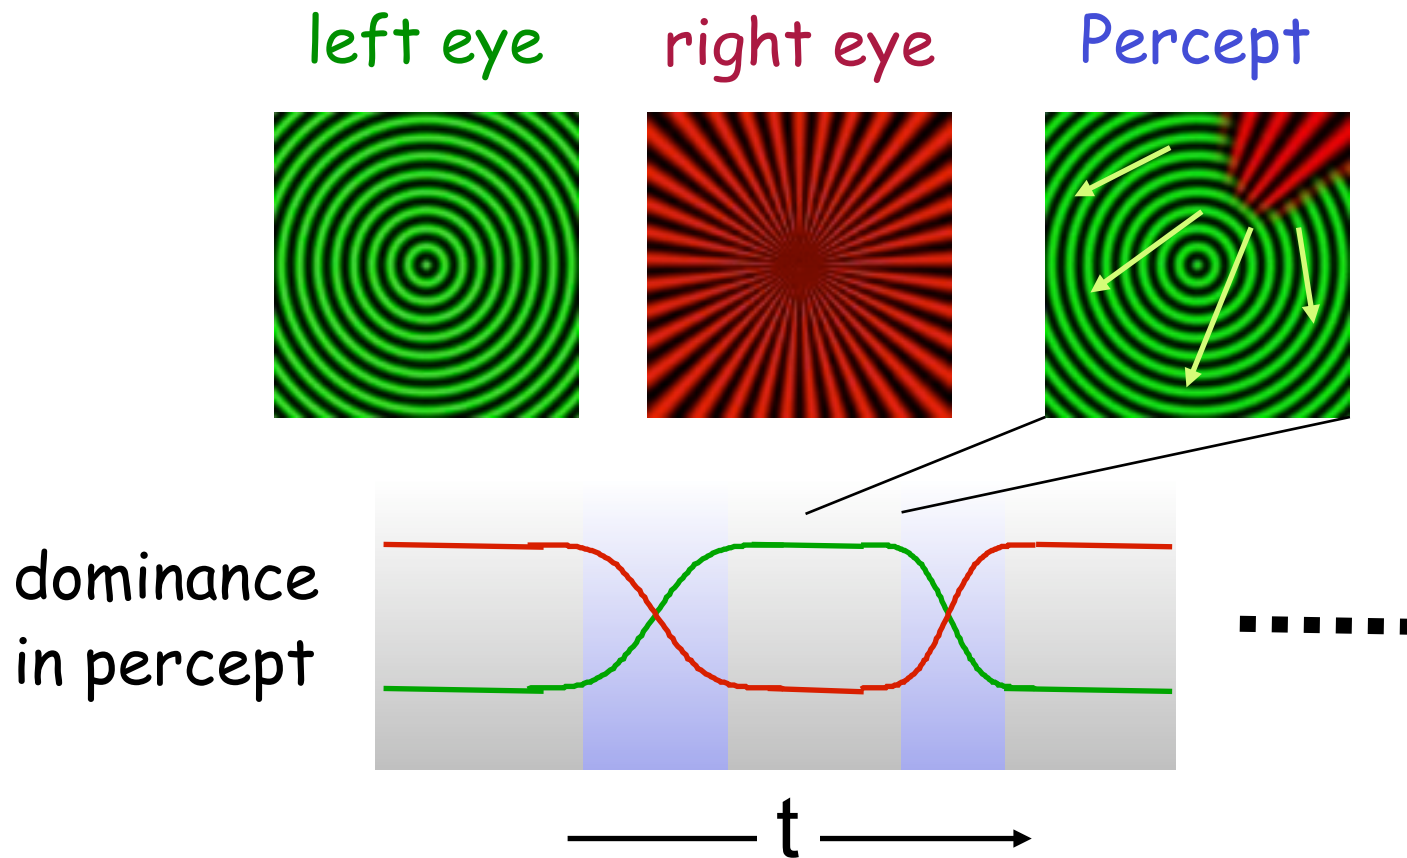 left eye
right eye
Percept
dominance
in percept
t